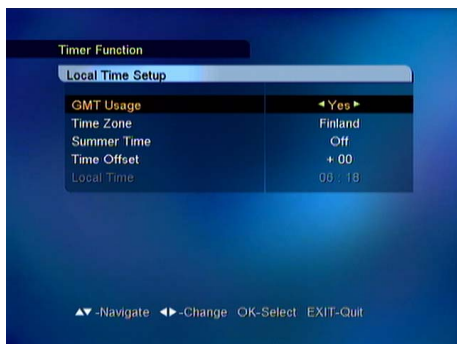 Timer Function
Local Time Setup
GMT Usage ◄Yes►
Time Zone Finland
Summer Time Off
Time Offset + 00
Local Time 06 : 18
▲▼ -Navigate ◄► -Change OK-Select EXIT-Quit